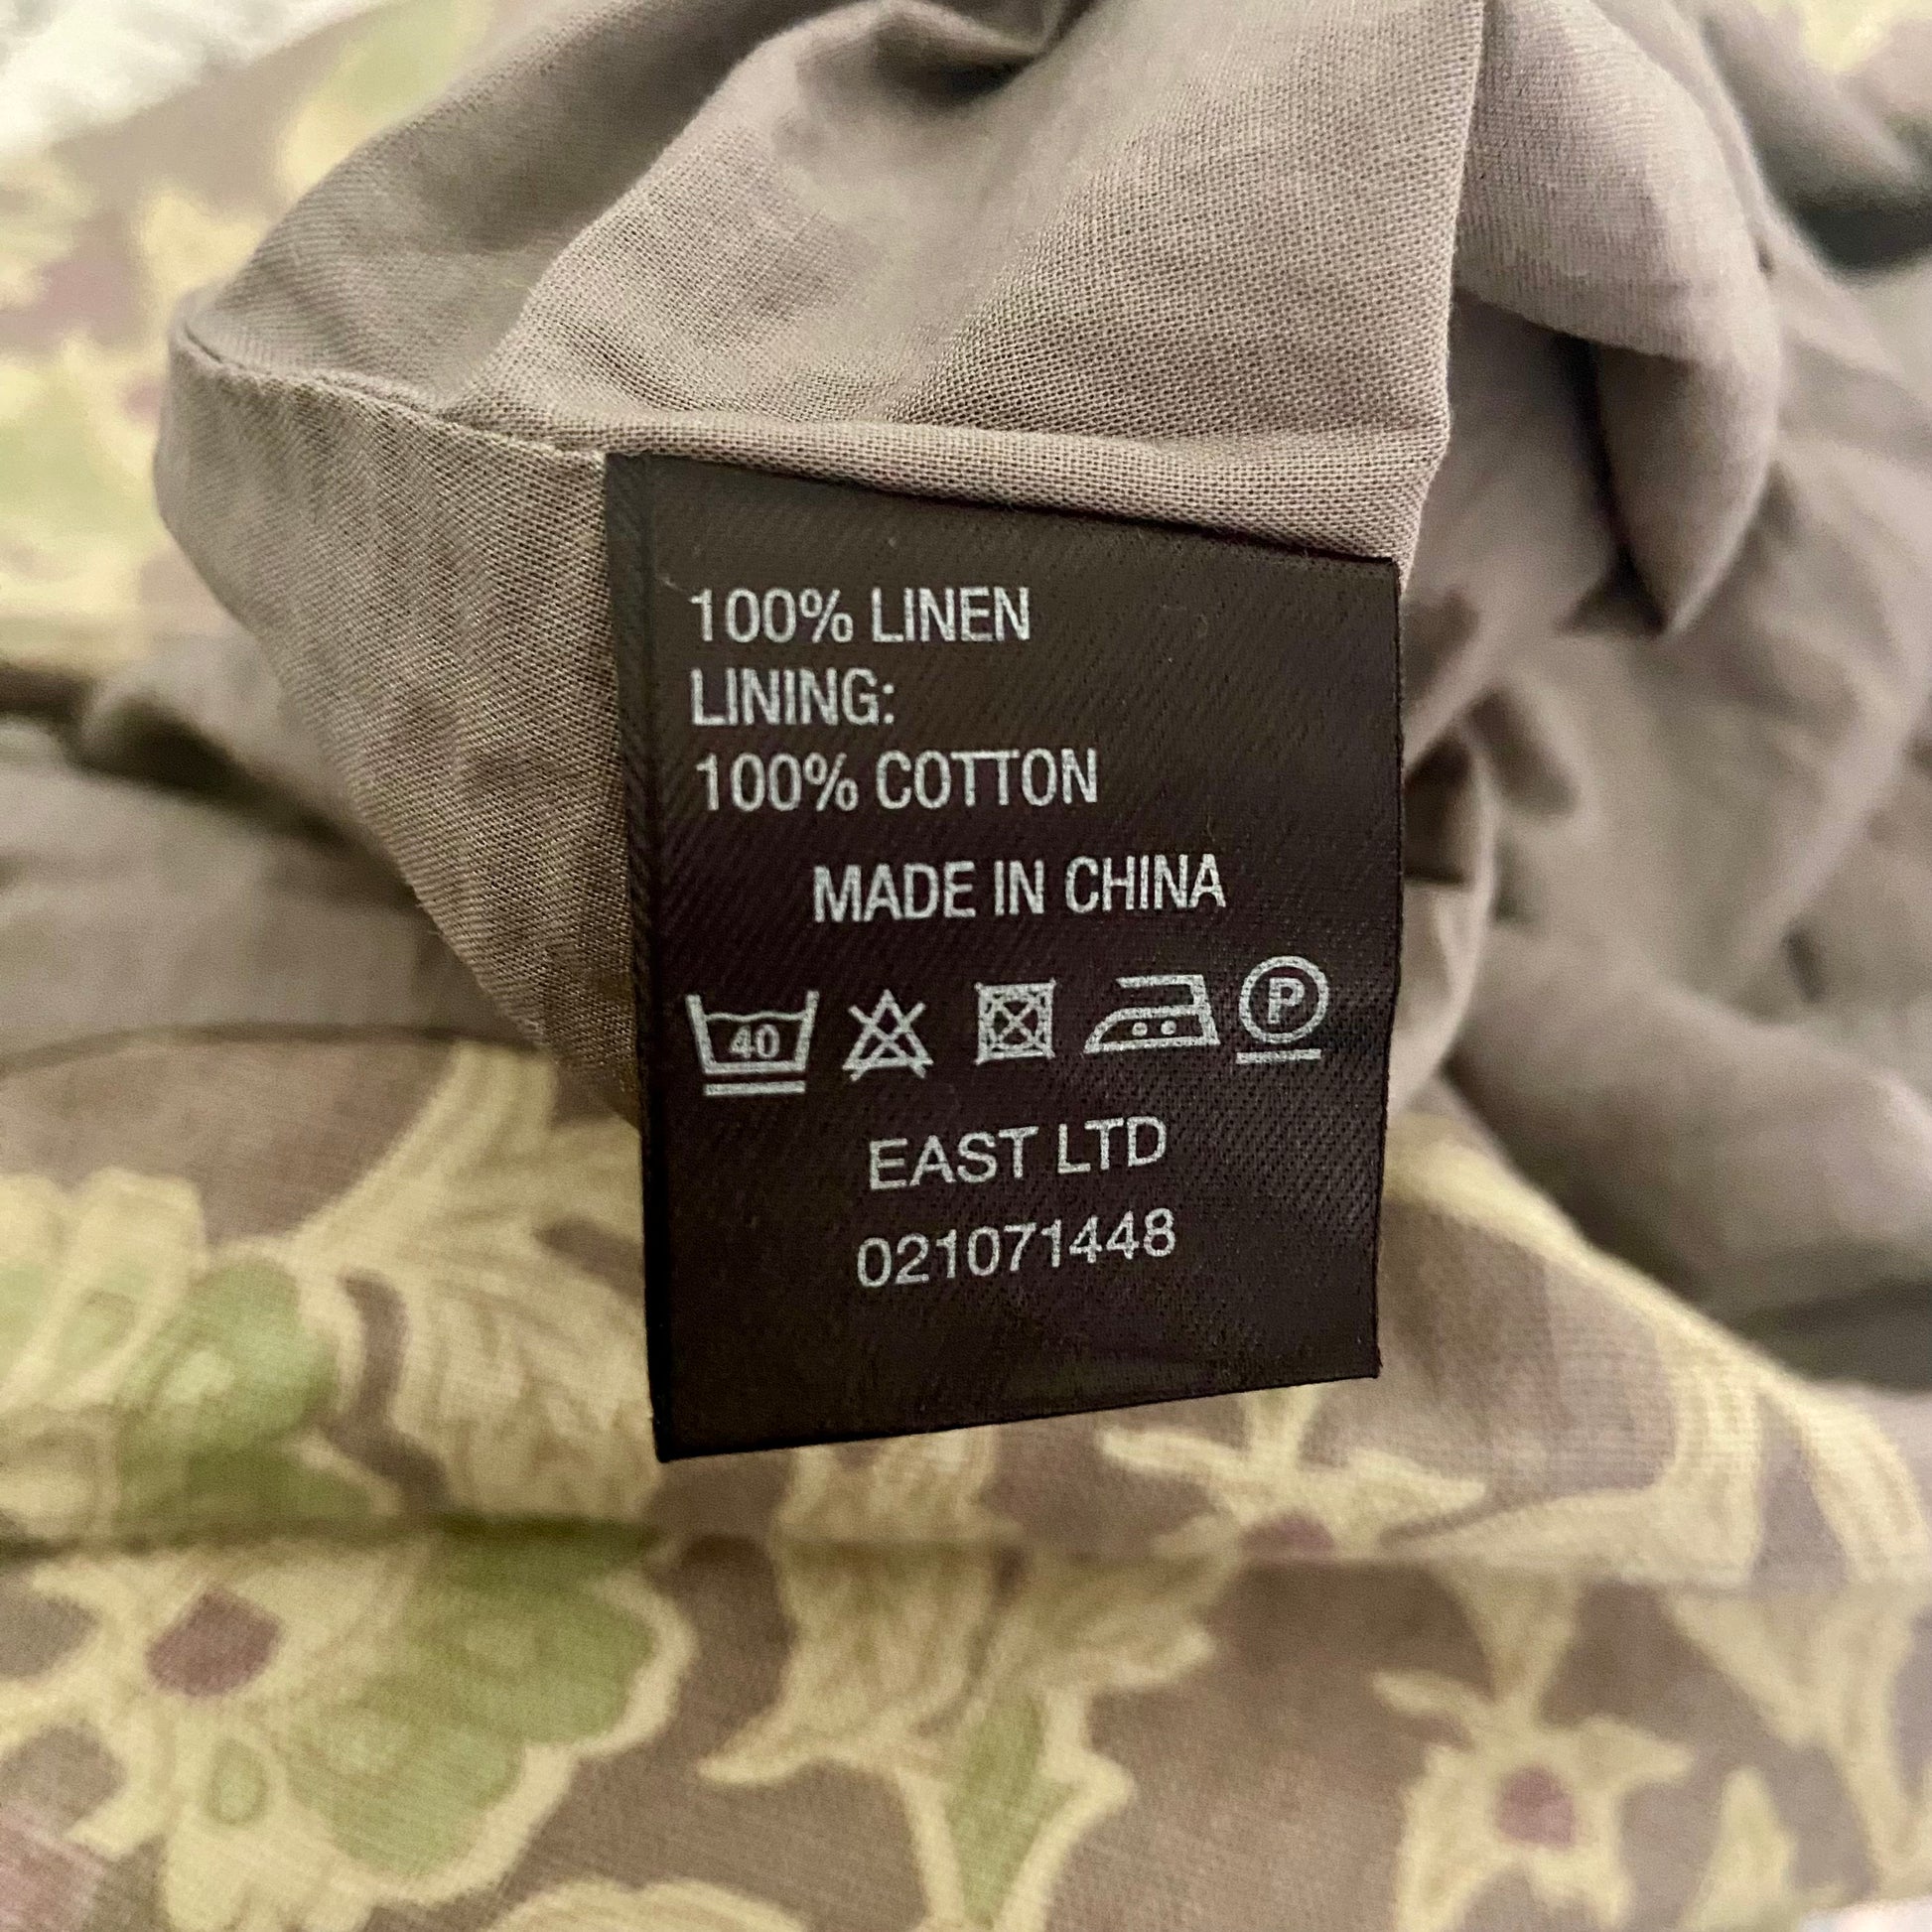 100% LINEN
LINING:
100% COTTON
MADE IN CHINA
40 P
EAST LTD
021071448